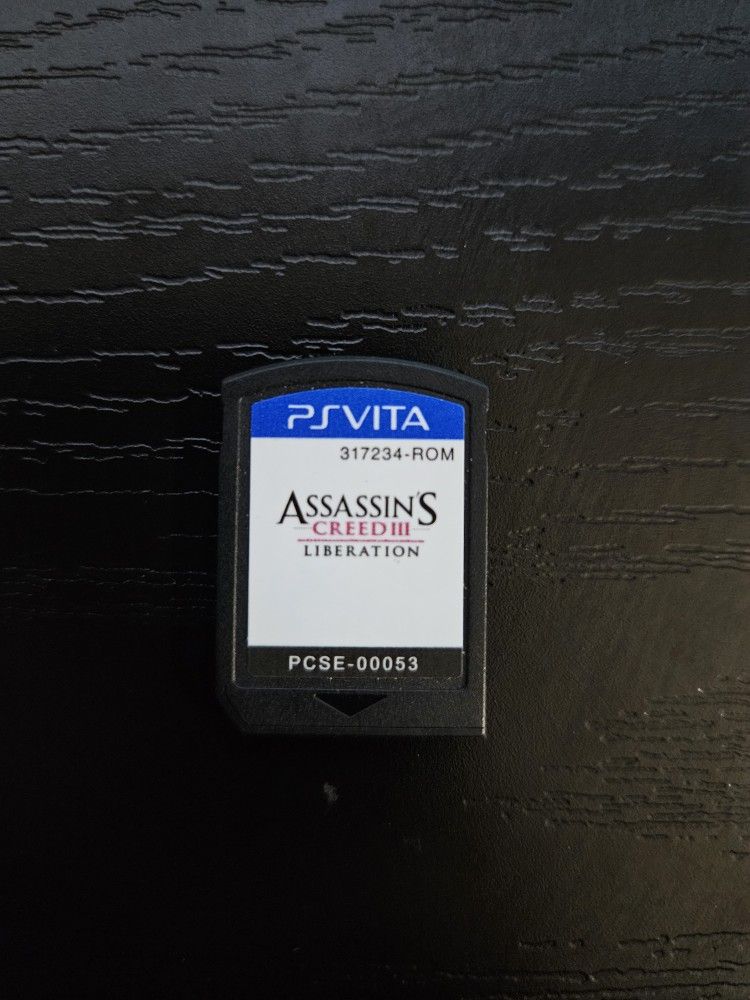 PSVITA
317234-ROM
ASSASSIN'S
CREED III
LIBERATION
PCSE-00053